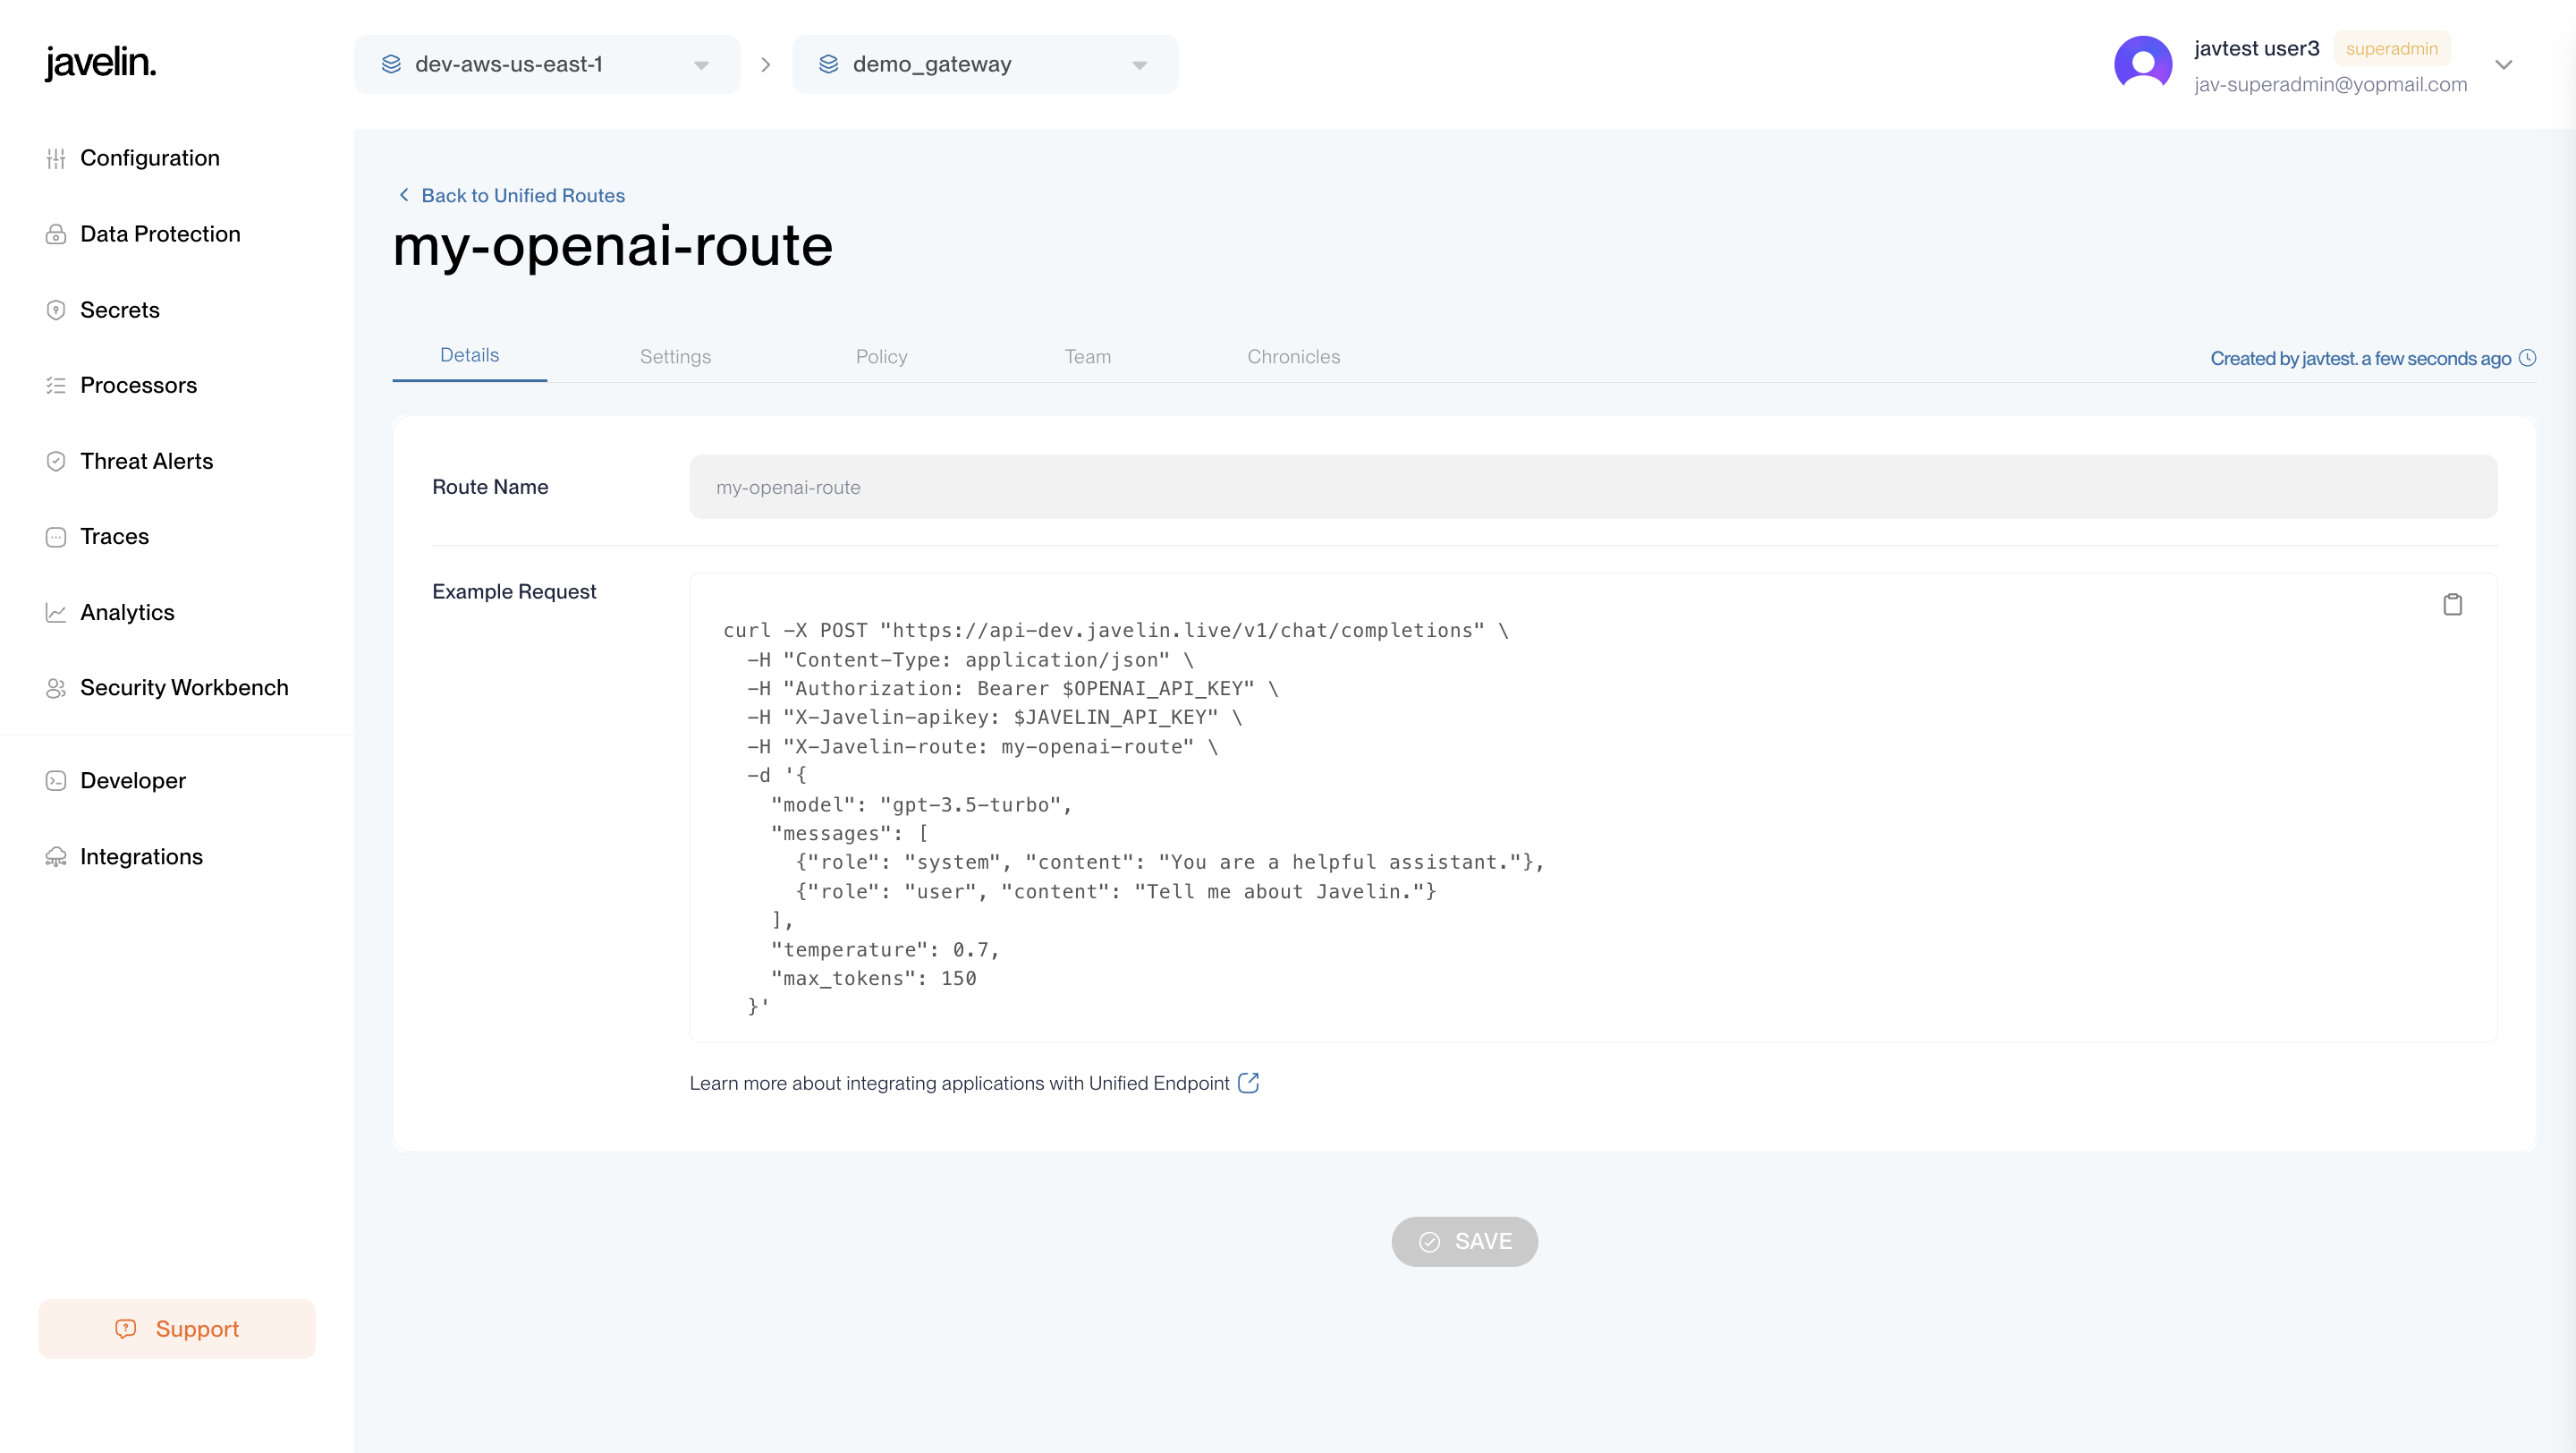 javelin.
dev-aws-us-east-1
demo_gateway
javtest user3 superadmin
jav-superadmin@yopmail.com
Configuration
Data Protection
Secrets
Processors
Threat Alerts
Traces
Analytics
Security Workbench
Developer
Integrations
Support
Back to Unified Routes
my-openai-route
Details Settings Policy Team Chronicles
Created by javtest. a few seconds ago
Route Name
my-openai-route
Example Request
curl -X POST "https://api-dev.javelin.live/v1/chat/completions" \
  -H "Content-Type: application/json" \
  -H "Authorization: Bearer $OPENAI_API_KEY" \
  -H "X-Javelin-apikey: $JAVELIN_API_KEY" \
  -H "X-Javelin-route: my-openai-route" \
  -d '{
    "model": "gpt-3.5-turbo",
    "messages": [
      {"role": "system", "content": "You are a helpful assistant."},
      {"role": "user", "content": "Tell me about Javelin."}
    ],
    "temperature": 0.7,
    "max_tokens": 150
  }'
Learn more about integrating applications with Unified Endpoint
SAVE